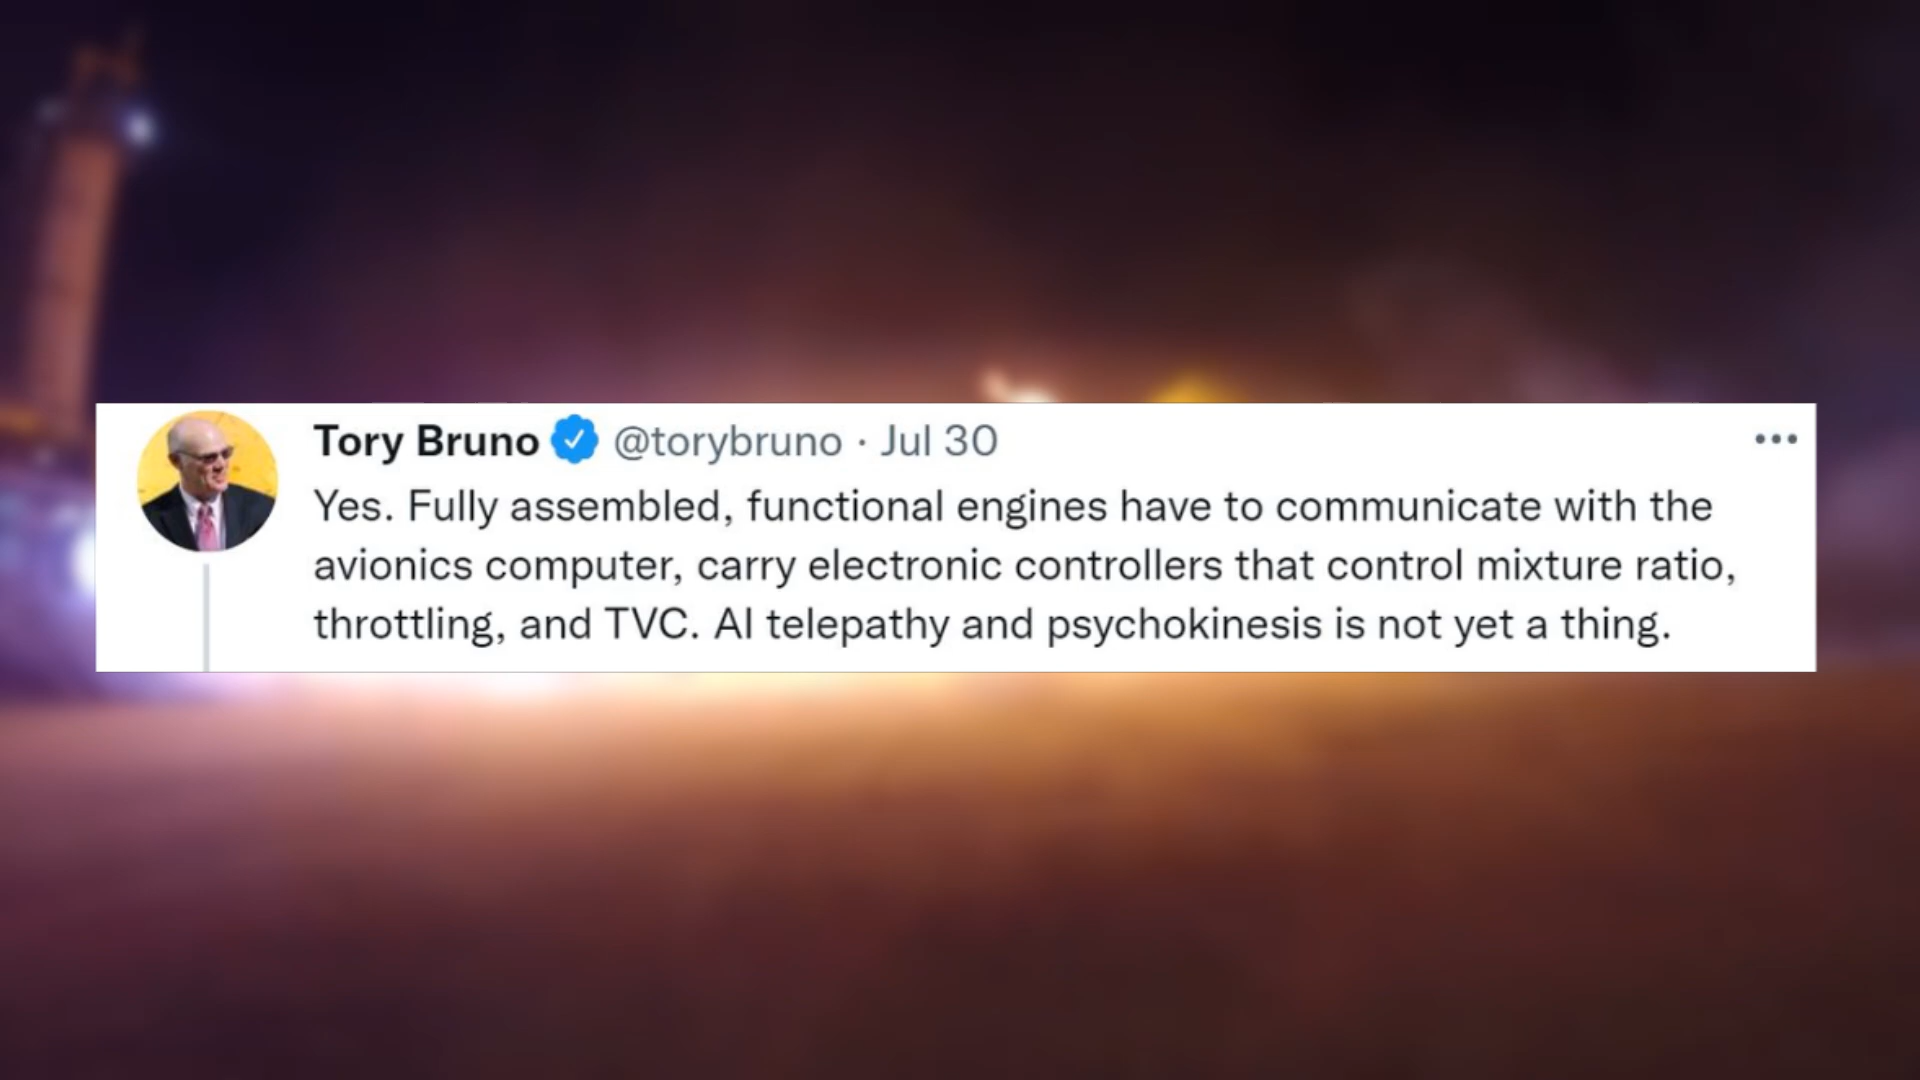 Tory Bruno @torybruno · Jul 30
Yes. Fully assembled, functional engines have to communicate with the
avionics computer, carry electronic controllers that control mixture ratio,
throttling, and TVC. AI telepathy and psychokinesis is not yet a thing.